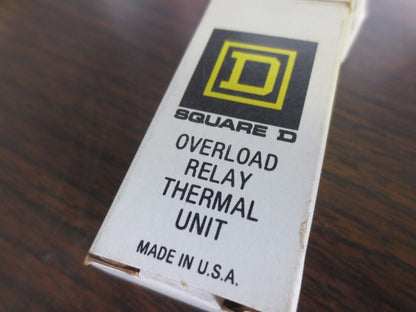 D
SQUARE D
OVERLOAD
RELAY
THERMAL
UNIT
MADE IN U.S.A.